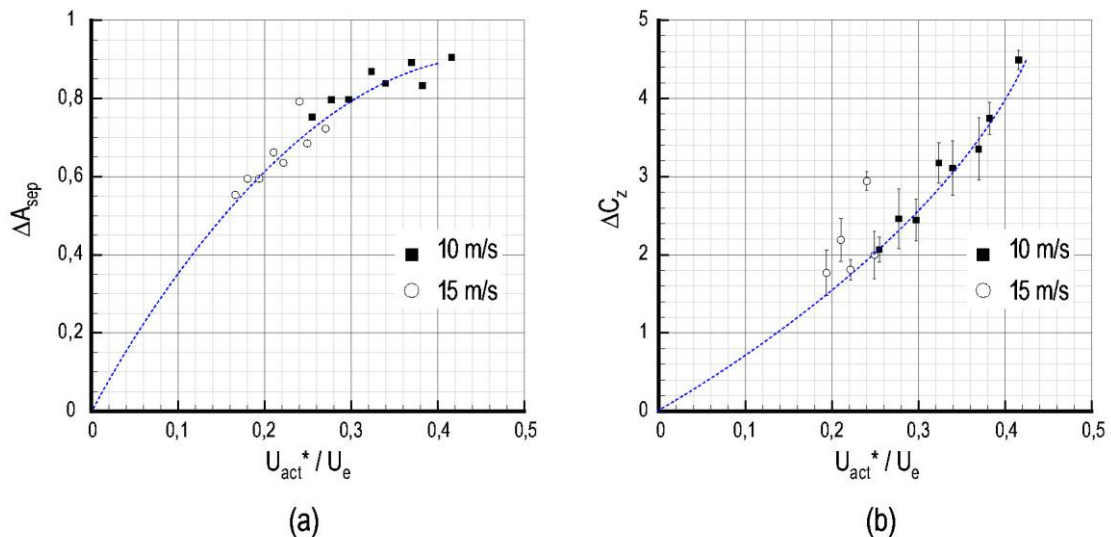 1
0,8
0,6
0,4
0,2
0
ΔA_sep
10 m/s
15 m/s
0 0,1 0,2 0,3 0,4 0,5
U_act* / U_e
(a)
5
4
3
2
1
0
ΔC_z
10 m/s
15 m/s
0 0,1 0,2 0,3 0,4 0,5
U_act* / U_e
(b)